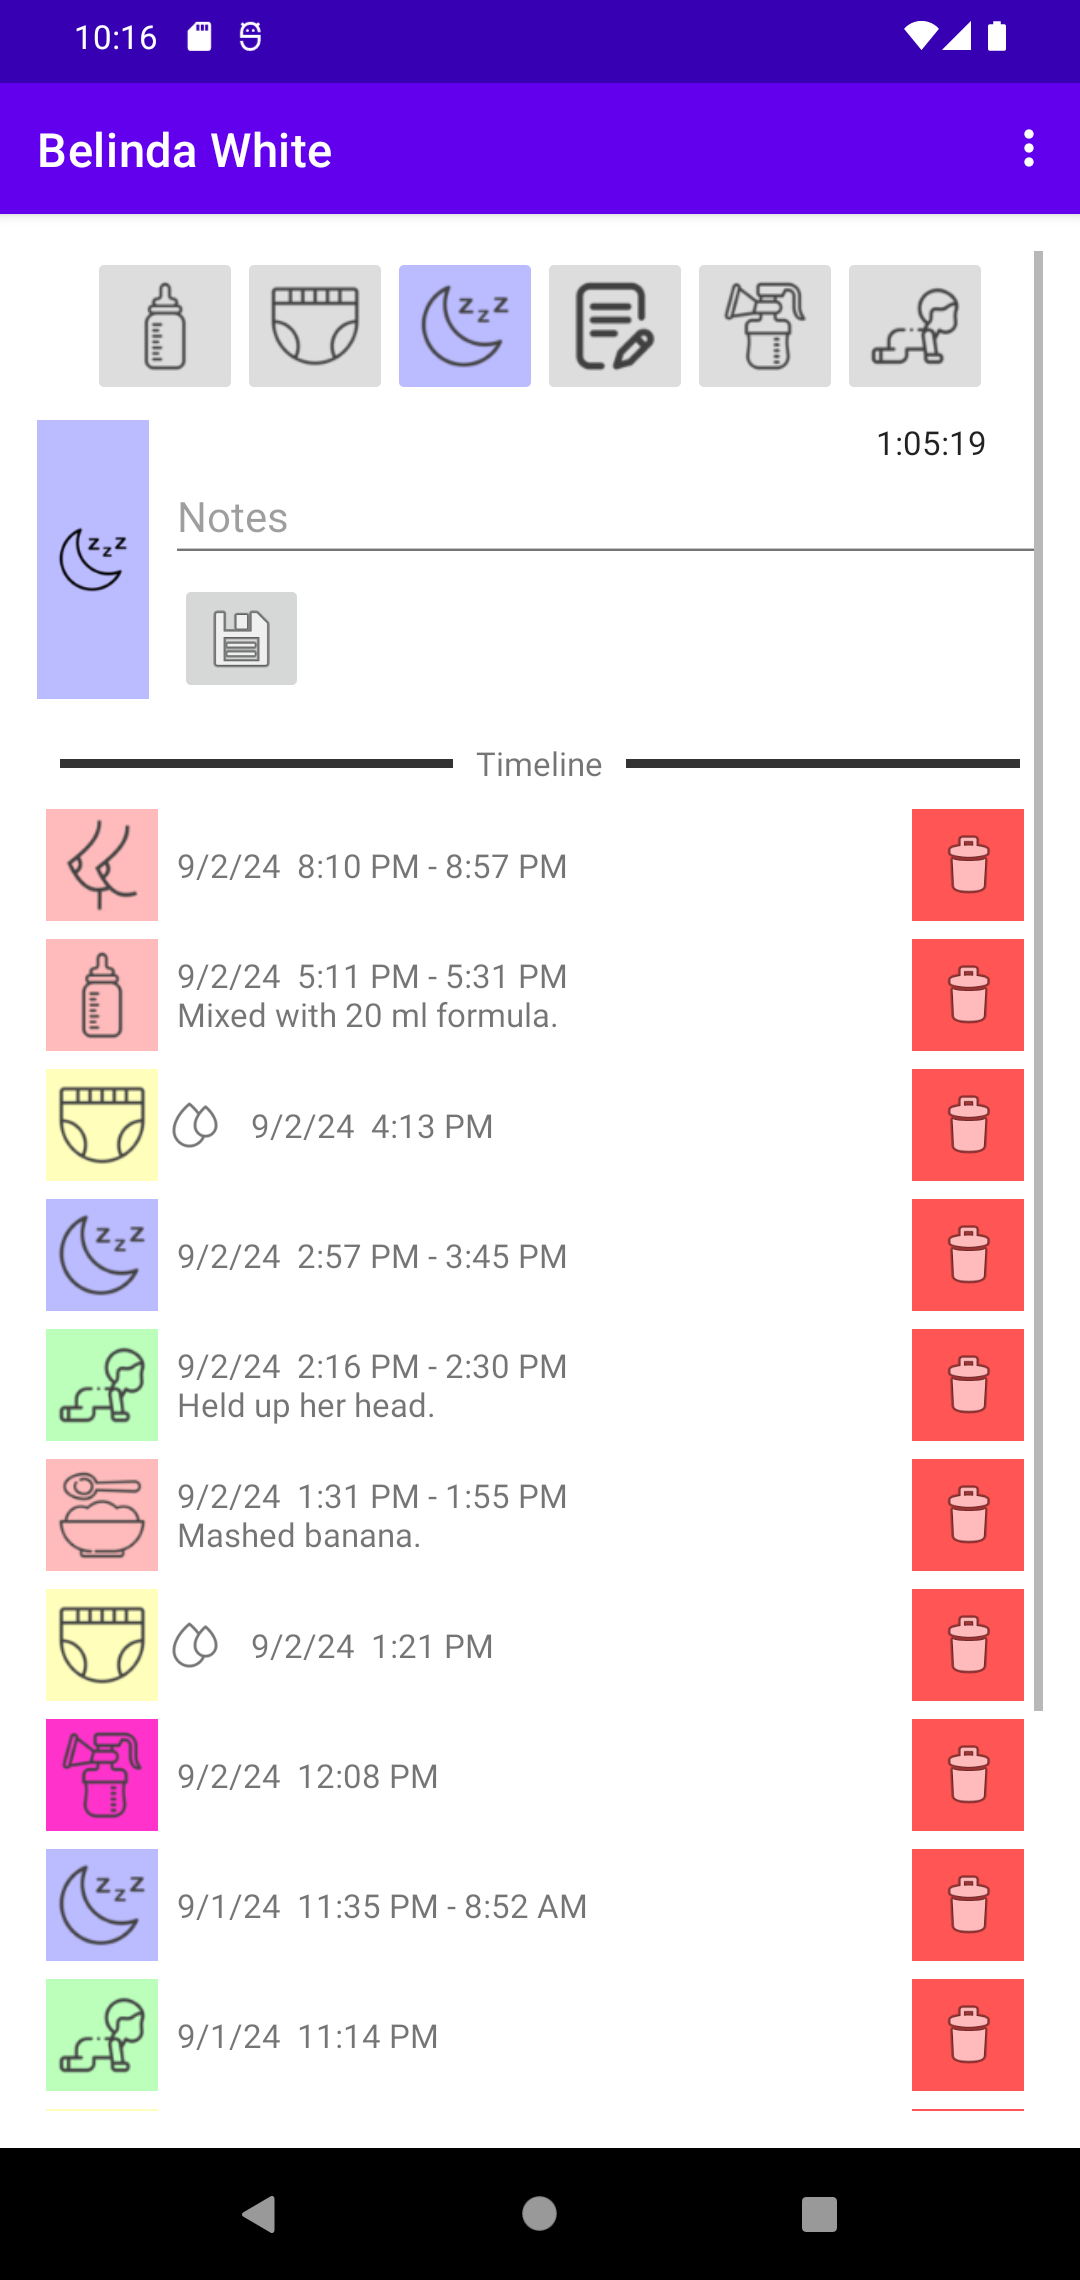 10:16
Belinda White
1:05:19
Notes
Timeline
9/2/24 8:10 PM - 8:57 PM
9/2/24 5:11 PM - 5:31 PM
Mixed with 20 ml formula.
9/2/24 4:13 PM
9/2/24 2:57 PM - 3:45 PM
9/2/24 2:16 PM - 2:30 PM
Held up her head.
9/2/24 1:31 PM - 1:55 PM
Mashed banana.
9/2/24 1:21 PM
9/2/24 12:08 PM
9/1/24 11:35 PM - 8:52 AM
9/1/24 11:14 PM